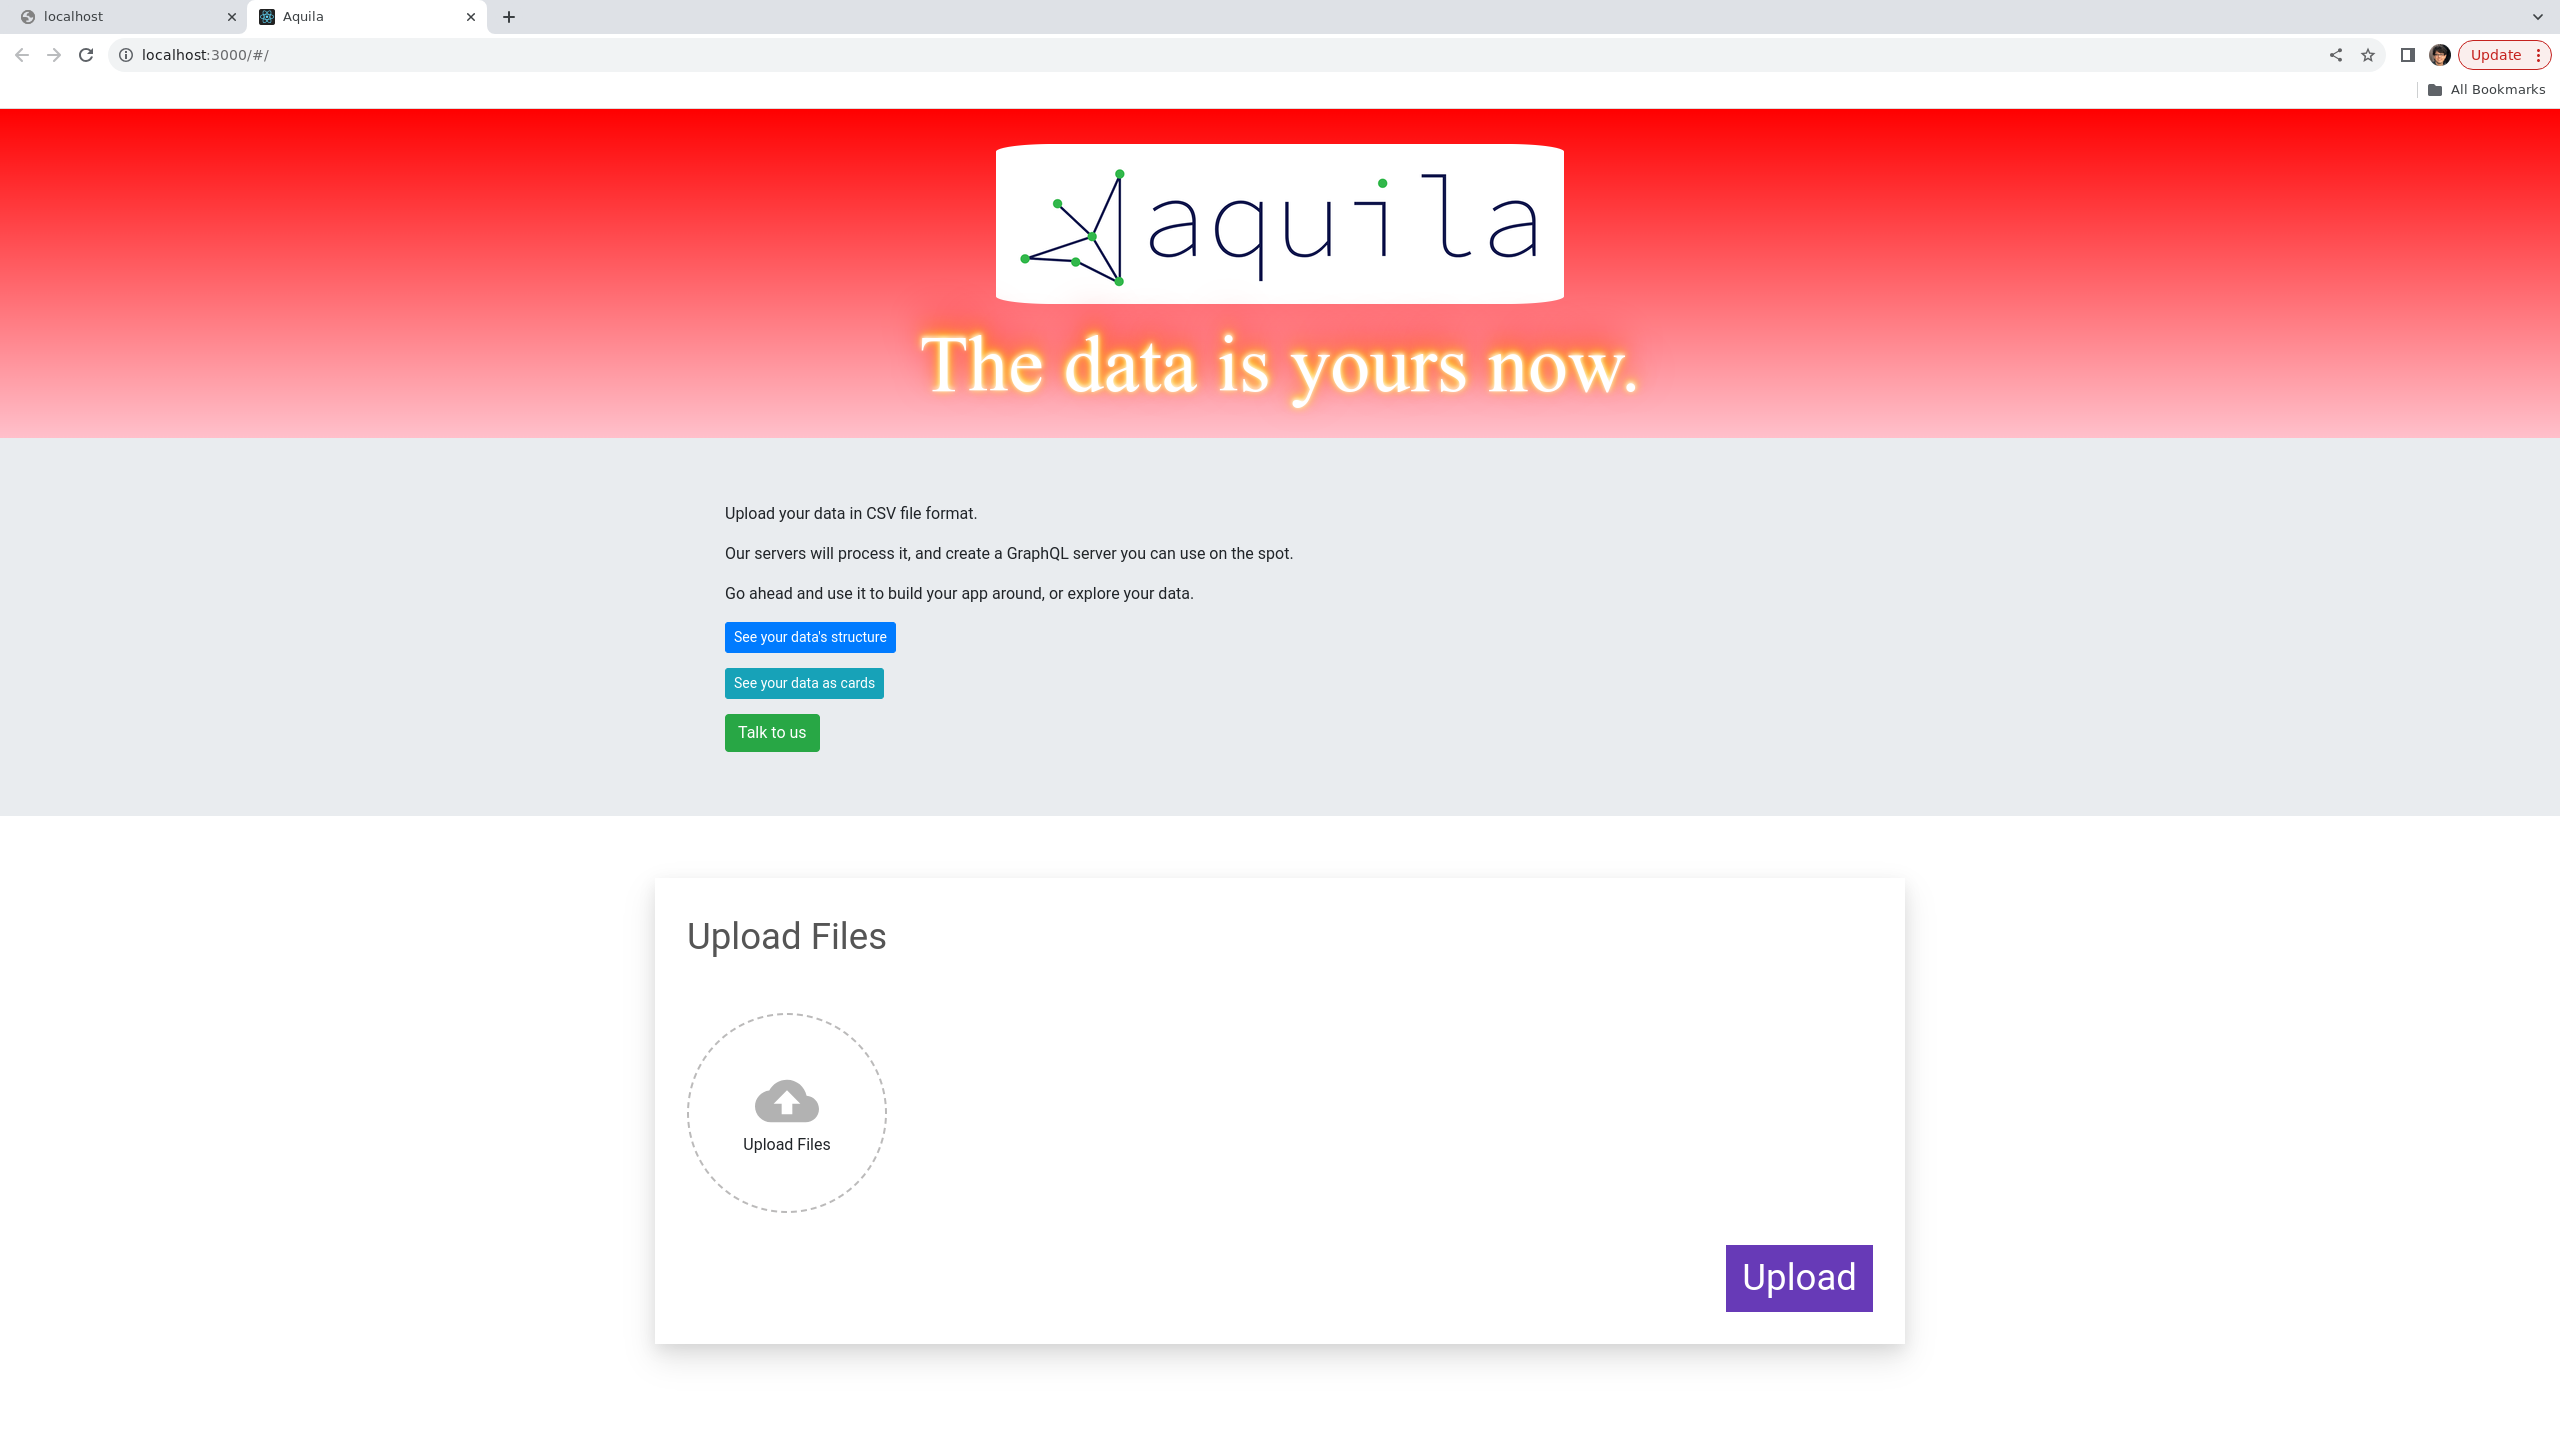 localhost
Aquila
localhost:3000/#/
Update
All Bookmarks
aquila
The data is yours now.
Upload your data in CSV file format.
Our servers will process it, and create a GraphQL server you can use on the spot.
Go ahead and use it to build your app around, or explore your data.
See your data's structure
See your data as cards
Talk to us
Upload Files
Upload Files
Upload